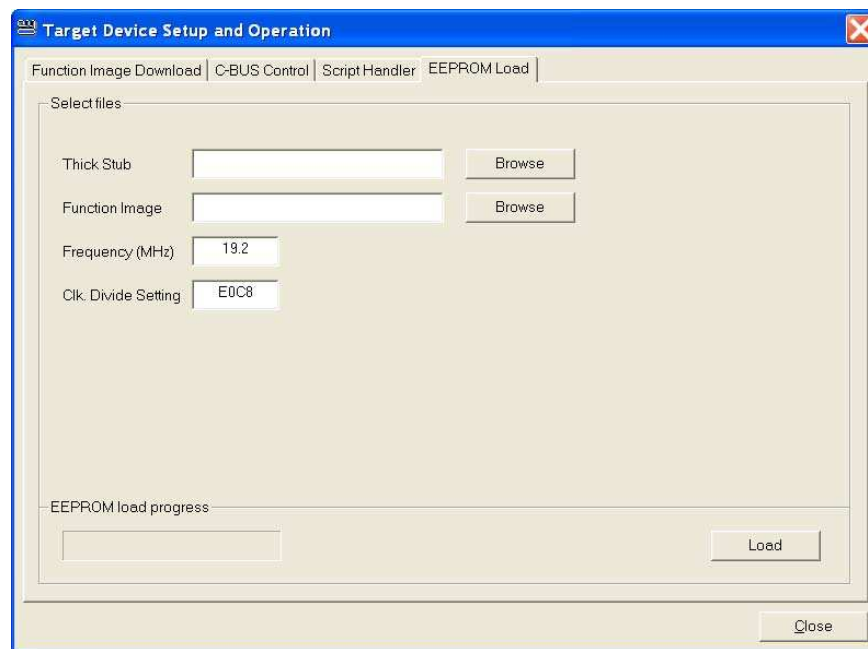 Target Device Setup and Operation
Function Image Download C-BUS Control Script Handler EEPROM Load
Select files
Thick Stub Browse
Function Image Browse
Frequency (MHz) 19.2
Clk. Divide Setting E0C8
EEPROM load progress
Load
Close